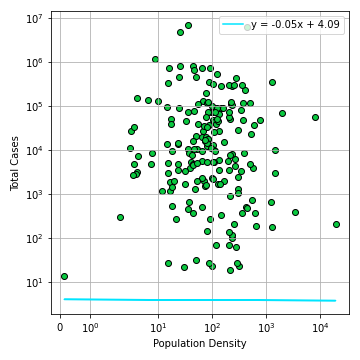 y = -0.05x + 4.09
Total Cases
10⁷
10⁶
10⁵
10⁴
10³
10²
10¹
0 10⁰ 10¹ 10² 10³ 10⁴
Population Density